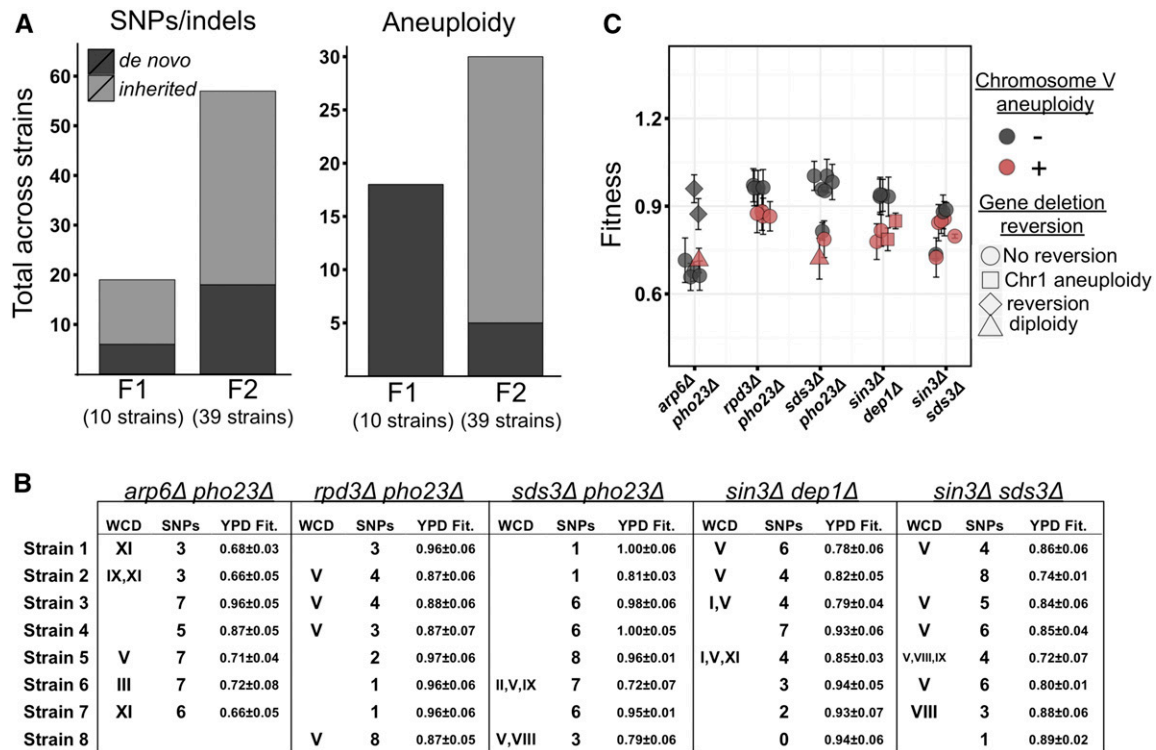 A
SNPs/indels
Aneuploidy
de novo
inherited
Total across strains
60
50
40
30
20
10
30
25
20
15
10
5
F1
F2
F1
F2
(10 strains)
(39 strains)
(10 strains)
(39 strains)
C
Fitness
1.2
0.9
0.6
arp6Δ pho23Δ
rpd3Δ pho23Δ
sds3Δ pho23Δ
sin3Δ dep1Δ
sin3Δ sds3Δ
Chromosome V
aneuploidy
-
+
Gene deletion
reversion
No reversion
Chr1 aneuploidy
reversion
diploidy
B
arp6Δ pho23Δ rpd3Δ pho23Δ sds3Δ pho23Δ sin3Δ dep1Δ sin3Δ sds3Δ
WCD SNPs YPD Fit. WCD SNPs YPD Fit. WCD SNPs YPD Fit. WCD SNPs YPD Fit. WCD SNPs YPD Fit.
Strain 1 XI 3 0.68±0.03 3 0.96±0.06 1 1.00±0.06 V 6 0.78±0.06 V 4 0.86±0.06
Strain 2 IX,XI 3 0.66±0.05 V 4 0.87±0.06 1 0.81±0.03 V 4 0.82±0.05 8 0.74±0.01
Strain 3 7 0.96±0.05 V 4 0.88±0.06 6 0.98±0.06 I,V 4 0.79±0.04 V 5 0.84±0.06
Strain 4 5 0.87±0.05 V 3 0.87±0.07 6 1.00±0.05 7 0.93±0.06 V 6 0.85±0.04
Strain 5 V 7 0.71±0.04 2 0.97±0.06 8 0.96±0.01 I,V,XI 4 0.85±0.03 V,VIII,IX 4 0.72±0.07
Strain 6 III 7 0.72±0.08 1 0.96±0.06 II,V,IX 7 0.72±0.07 3 0.94±0.05 V 6 0.80±0.01
Strain 7 XI 6 0.66±0.05 1 0.96±0.06 6 0.95±0.01 2 0.93±0.07 VIII 3 0.88±0.06
Strain 8 V 8 0.87±0.05 V,VIII 3 0.79±0.06 0 0.94±0.06 1 0.89±0.02